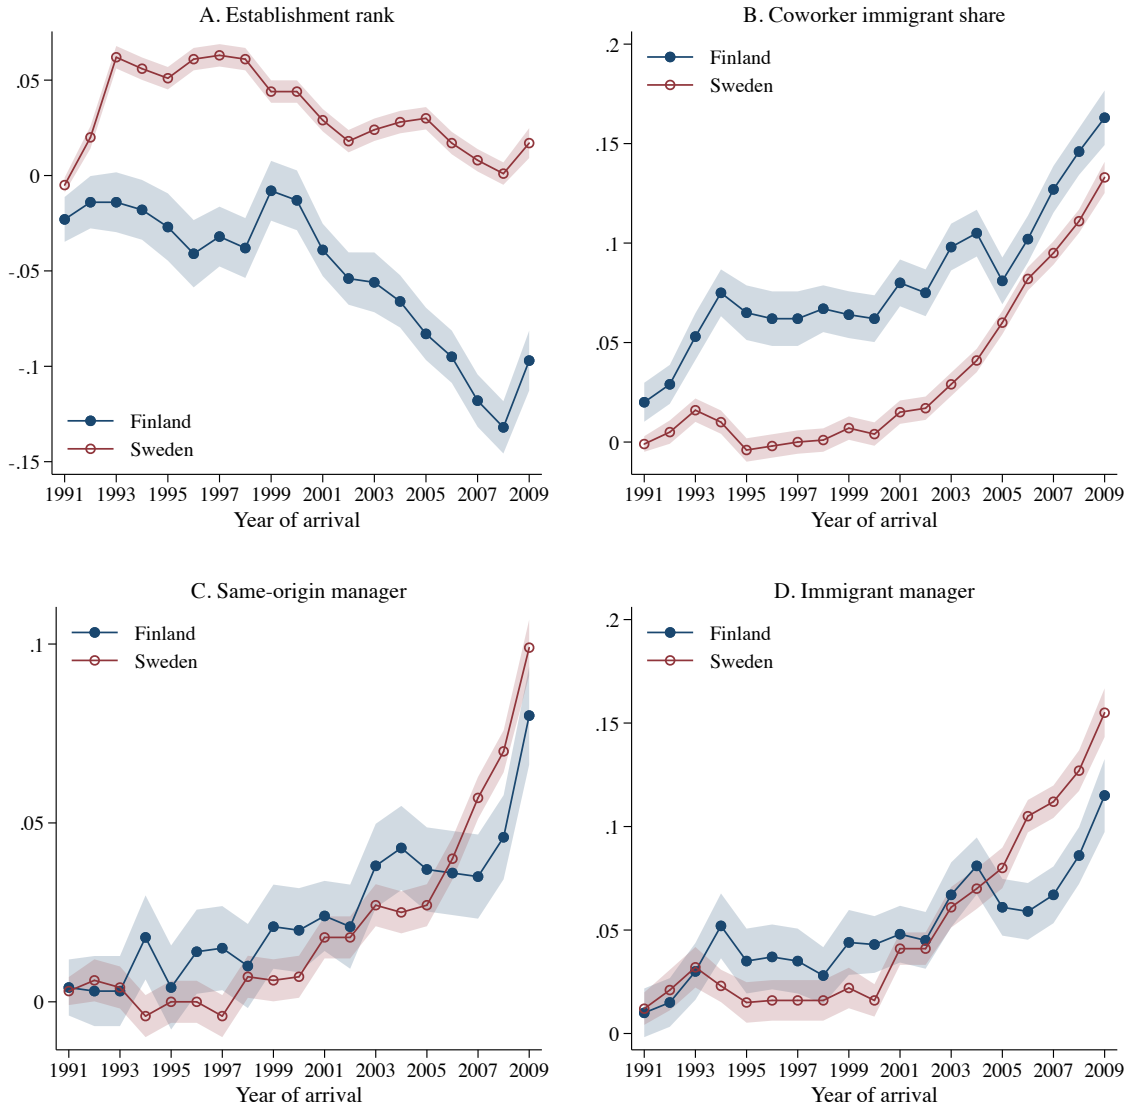 A. Establishment rank
.05
0
-.05
-.1
-.15
Finland
Sweden
1991 1993 1995 1997 1999 2001 2003 2005 2007 2009
Year of arrival
B. Coworker immigrant share
.2
.15
.1
.05
0
Finland
Sweden
1991 1993 1995 1997 1999 2001 2003 2005 2007 2009
Year of arrival
C. Same-origin manager
.1
.05
0
Finland
Sweden
1991 1993 1995 1997 1999 2001 2003 2005 2007 2009
Year of arrival
D. Immigrant manager
.2
.15
.1
.05
0
Finland
Sweden
1991 1993 1995 1997 1999 2001 2003 2005 2007 2009
Year of arrival